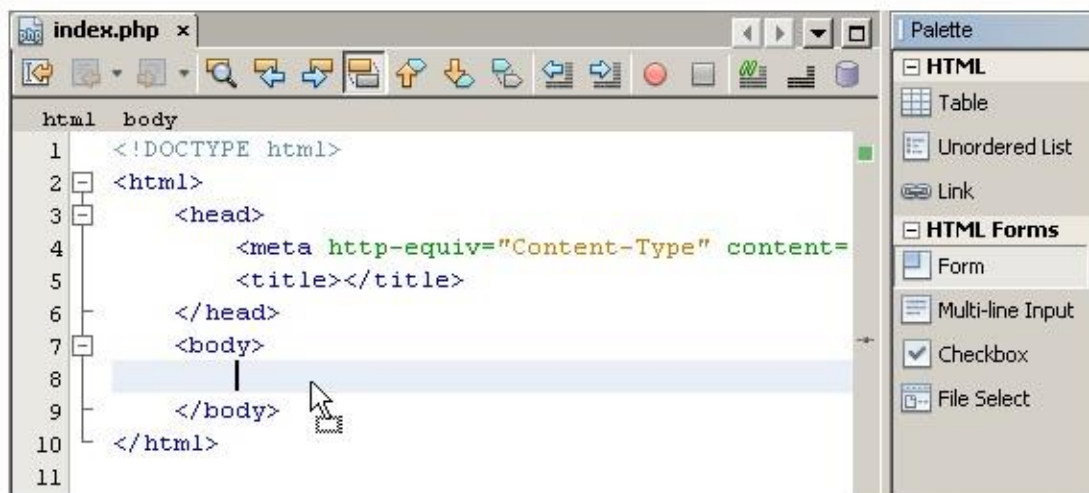 index.php ×
html body
1 <!DOCTYPE html>
2 <html>
3 <head>
4 <meta http-equiv="Content-Type" content=
5 <title></title>
6 </head>
7 <body>
8
9 </body>
10 </html>
11
Palette
HTML
Table
Unordered List
Link
HTML Forms
Form
Multi-line Input
Checkbox
File Select